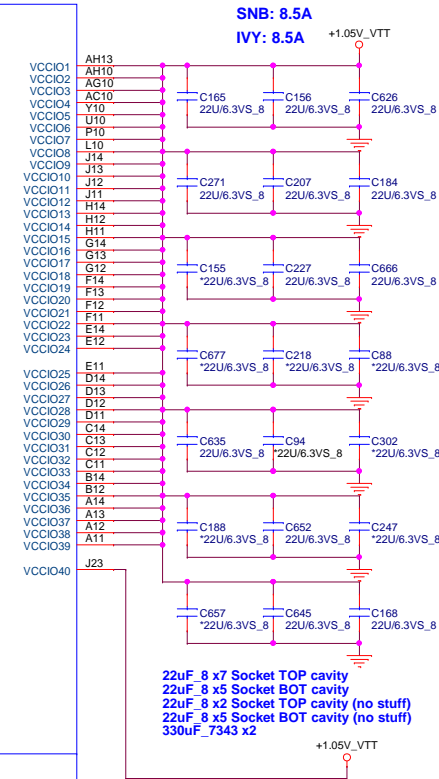 SNB: 8.5A
IVY: 8.5A
+1.05V_VTT
VCCIO1 AH13
VCCIO2 AH10
VCCIO3 AG10
VCCIO4 AC10
VCCIO5 Y10
VCCIO6 U10
VCCIO7 P10
VCCIO8 L10
VCCIO9 J14
VCCIO10 J13
VCCIO11 J12
VCCIO12 J11
VCCIO13 H14
VCCIO14 H12
VCCIO15 H11
VCCIO16 G14
VCCIO17 G13
VCCIO18 G12
VCCIO19 F14
VCCIO20 F13
VCCIO21 F12
VCCIO22 F11
VCCIO23 E14
VCCIO24 E12
VCCIO25 E11
VCCIO26 D14
VCCIO27 D13
VCCIO28 D12
VCCIO29 D11
VCCIO30 C14
VCCIO31 C13
VCCIO32 C12
VCCIO33 C11
VCCIO34 B14
VCCIO35 B12
VCCIO36 A14
VCCIO37 A13
VCCIO38 A12
VCCIO39 A11
VCCIO40 J23
C165 C156 C626
22U/6.3VS_8 22U/6.3VS_8 22U/6.3VS_8
C271 C207 C184
22U/6.3VS_8 22U/6.3VS_8 22U/6.3VS_8
C155 C227 C666
*22U/6.3VS_8 22U/6.3VS_8 *22U/6.3VS_8
C677 C218 C88
*22U/6.3VS_8 *22U/6.3VS_8 *22U/6.3VS_8
C635 C94 C302
22U/6.3VS_8 *22U/6.3VS_8 *22U/6.3VS_8
C188 C652 C247
*22U/6.3VS_8 22U/6.3VS_8 *22U/6.3VS_8
C657 C645 C168
*22U/6.3VS_8 22U/6.3VS_8 22U/6.3VS_8
22uF_8 x7 Socket TOP cavity
22uF_8 x5 Socket BOT cavity
22uF_8 x2 Socket TOP cavity (no stuff)
22uF_8 x5 Socket BOT cavity (no stuff)
330uF_7343 x2
+1.05V_VTT